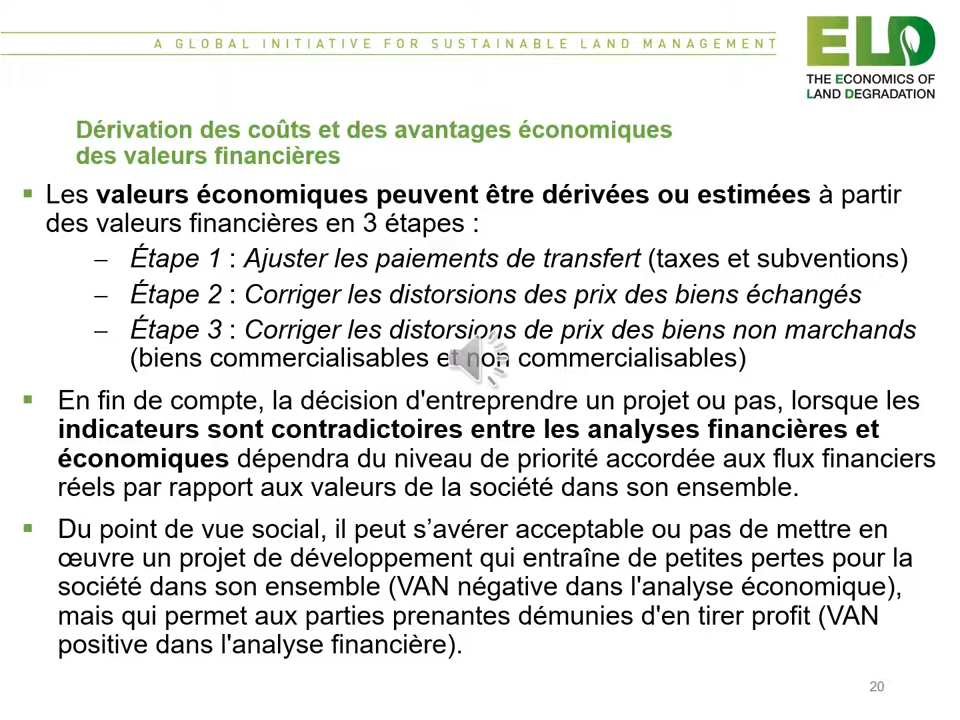 A GLOBAL INITIATIVE FOR SUSTAINABLE LAND MANAGEMENT
ELD
THE ECONOMICS OF
LAND DEGRADATION
Dérivation des coûts et des avantages économiques
des valeurs financières
▪ Les valeurs économiques peuvent être dérivées ou estimées à partir
des valeurs financières en 3 étapes :
– Étape 1 : Ajuster les paiements de transfert (taxes et subventions)
– Étape 2 : Corriger les distorsions des prix des biens échangés
– Étape 3 : Corriger les distorsions de prix des biens non marchands
(biens commercialisables et non commercialisables)
▪ En fin de compte, la décision d'entreprendre un projet ou pas, lorsque les
indicateurs sont contradictoires entre les analyses financières et
économiques dépendra du niveau de priorité accordée aux flux financiers
réels par rapport aux valeurs de la société dans son ensemble.
▪ Du point de vue social, il peut s’avérer acceptable ou pas de mettre en
œuvre un projet de développement qui entraîne de petites pertes pour la
société dans son ensemble (VAN négative dans l'analyse économique),
mais qui permet aux parties prenantes démunies d'en tirer profit (VAN
positive dans l'analyse financière).
20